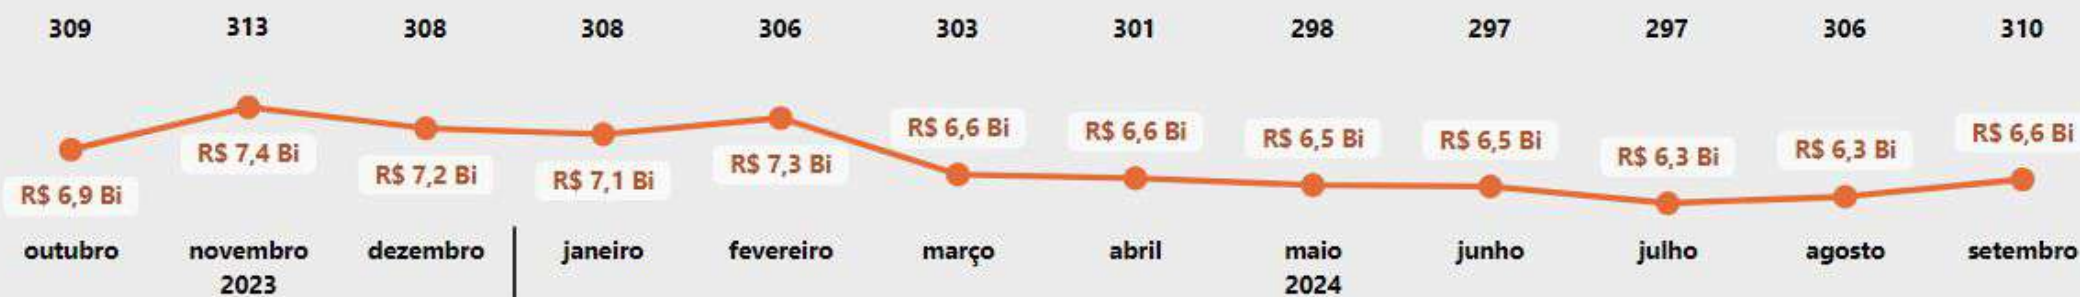 309 313 308 308 306 303 301 298 297 297 306 310
R$ 6,9 Bi R$ 7,4 Bi R$ 7,2 Bi R$ 7,1 Bi R$ 7,3 Bi R$ 6,6 Bi R$ 6,6 Bi R$ 6,5 Bi R$ 6,5 Bi R$ 6,3 Bi R$ 6,3 Bi R$ 6,6 Bi
outubro novembro dezembro janeiro fevereiro março abril maio junho julho agosto setembro
2023 2024